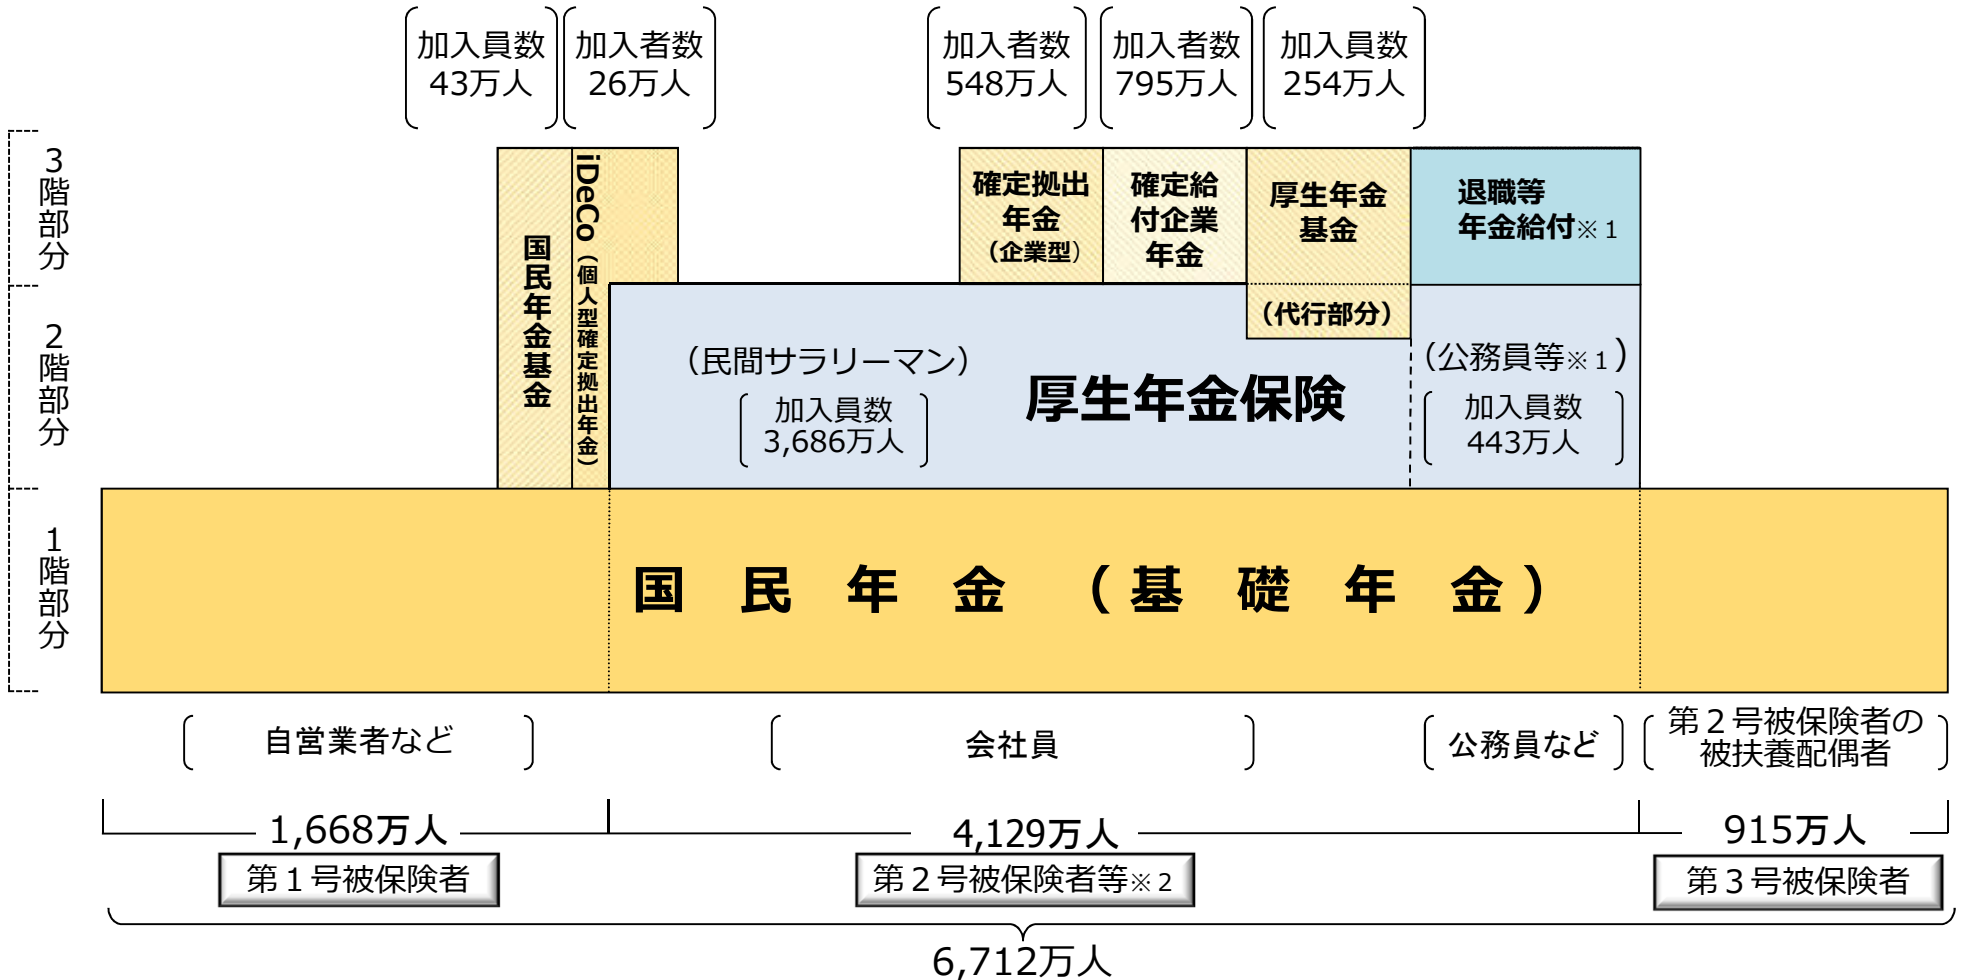 加入員数
43万人
加入者数
26万人
加入者数
548万人
加入者数
795万人
加入員数
254万人
3階部分
2階部分
1階部分
国民年金基金
iDeCo（個人型確定拠出年金）
確定拠出
年金
（企業型）
確定給
付企業
年金
厚生年金
基金
（代行部分）
退職等
年金給付※１
（民間サラリーマン）
加入員数
3,686万人
厚生年金保険
（公務員等※１）
加入員数
443万人
国民年金（基礎年金）
自営業者など
会社員
公務員など
第２号被保険者の
被扶養配偶者
1,668万人
4,129万人
915万人
第１号被保険者
第２号被保険者等※２
第３号被保険者
6,712万人